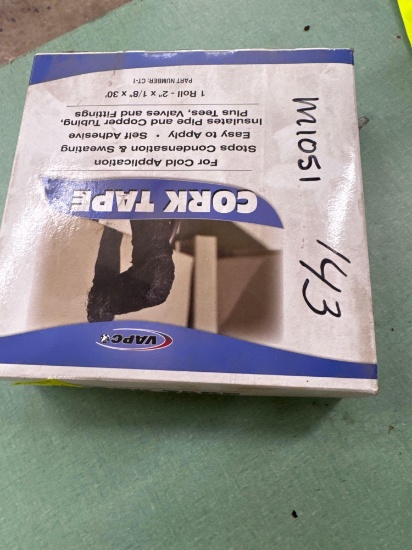 VAPCO
CORK TAPE
For Cold Application
Stops Condensation & Sweating
Easy to Apply • Self Adhesive
Insulates Pipe and Copper Tubing,
Plus Tees, Valves and Fittings
1 Roll - 2" x 1/8" x 30'
PART NUMBER: CT-1
M1051
143